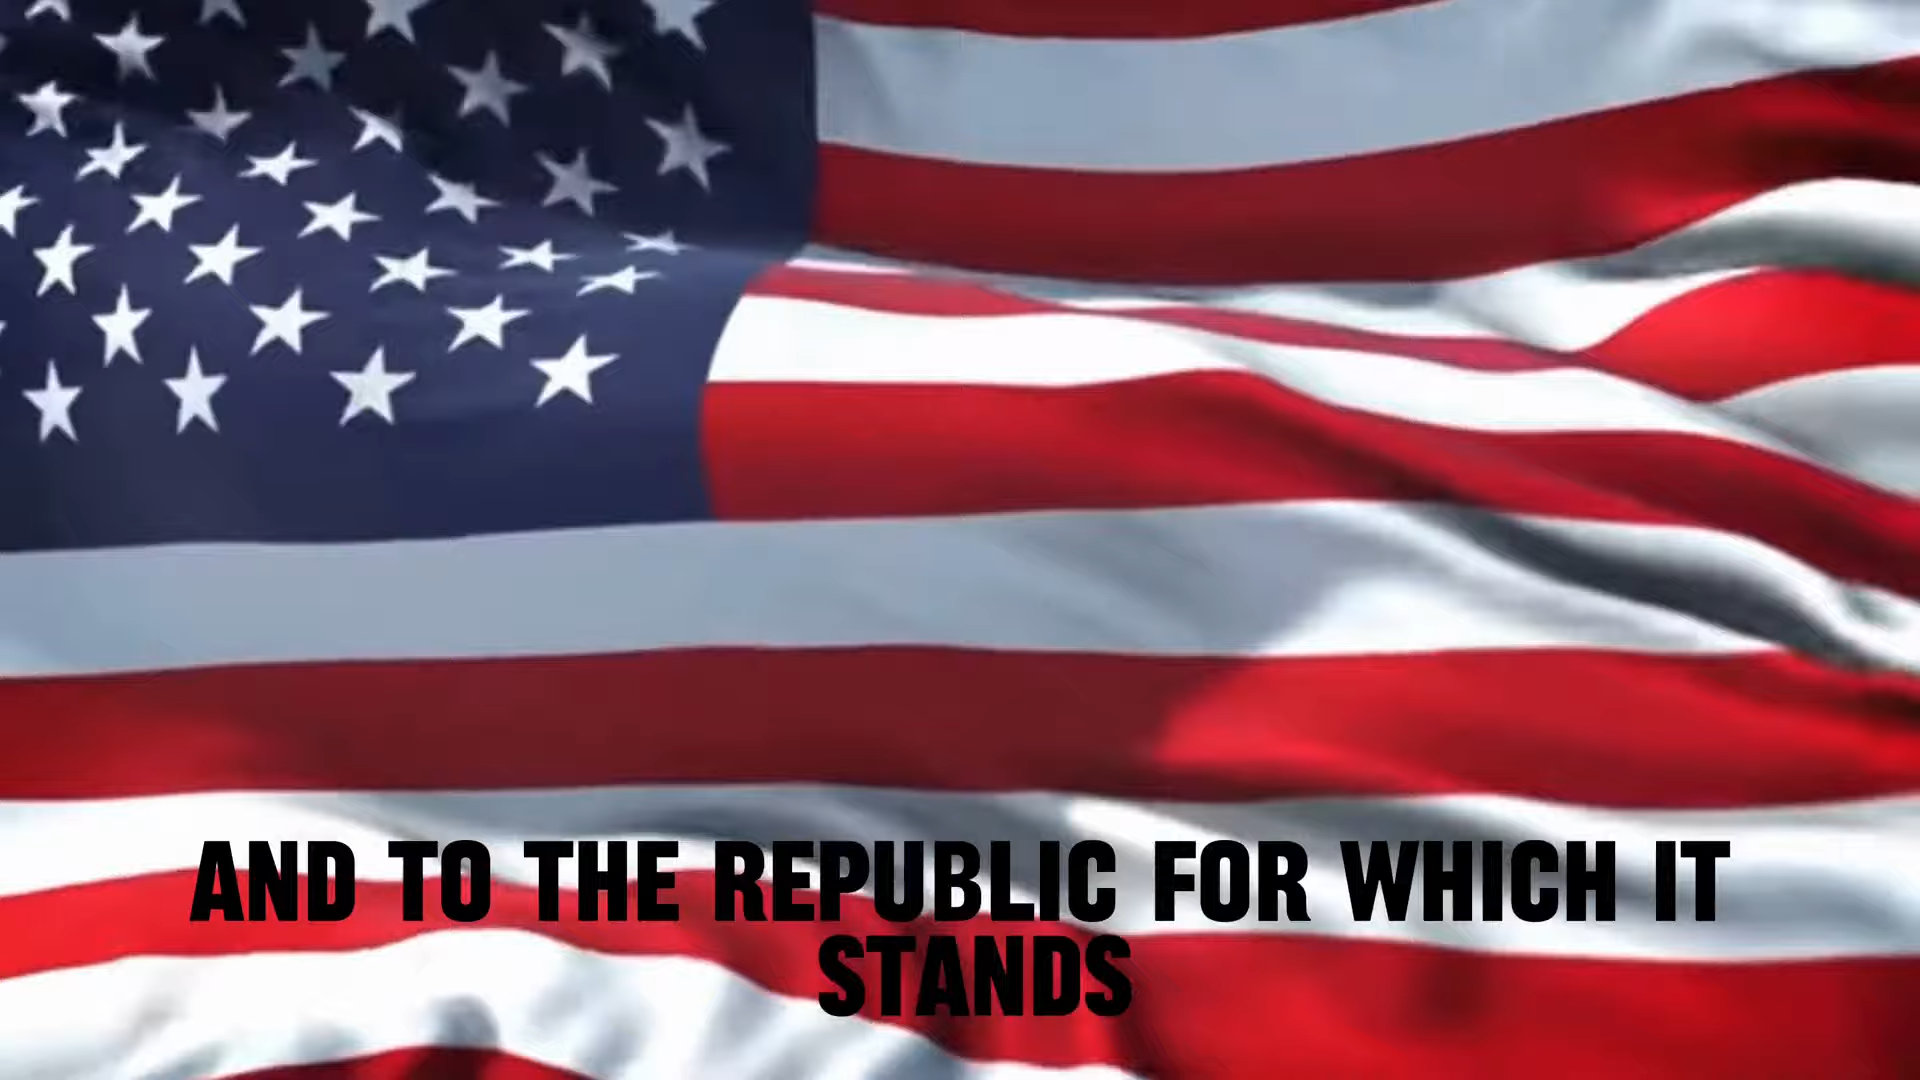 AND TO THE REPUBLIC FOR WHICH IT
STANDS